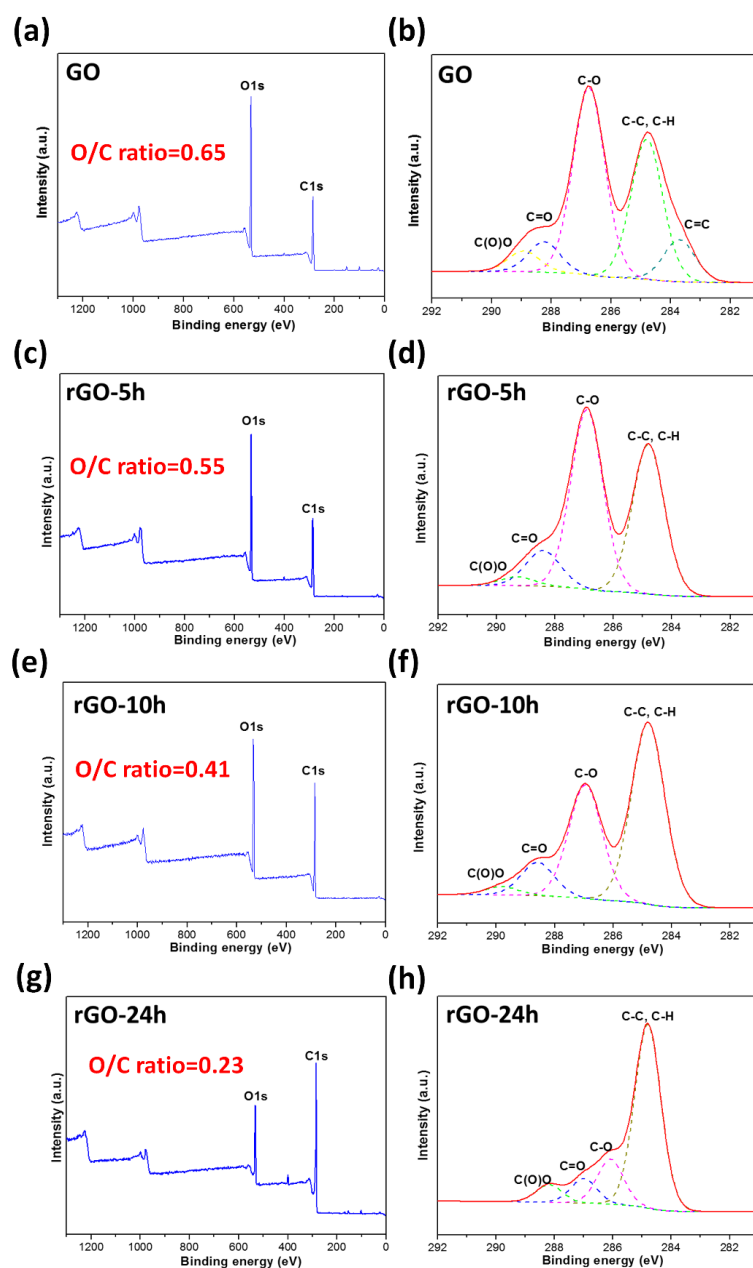 (a)
GO
O1s
O/C ratio=0.65
C1s
Intensity (a.u.)
1200 1000 800 600 400 200 0
Binding energy (eV)
(b)
GO
C-O
C-C, C-H
C=O
C(O)O
C=C
Intensity (a.u.)
292 290 288 286 284 282
Binding energy (eV)
(c)
rGO-5h
O1s
O/C ratio=0.55
C1s
Intensity (a.u.)
1200 1000 800 600 400 200 0
Binding energy (eV)
(d)
rGO-5h
C-O
C-C, C-H
C=O
C(O)O
Intensity (a.u.)
292 290 288 286 284 282
Binding energy (eV)
(e)
rGO-10h
O1s
O/C ratio=0.41
C1s
Intensity (a.u.)
1200 1000 800 600 400 200 0
Binding energy (eV)
(f)
rGO-10h
C-C, C-H
C-O
C=O
C(O)O
Intensity (a.u.)
292 290 288 286 284 282
Binding energy (eV)
(g)
rGO-24h
C1s
O/C ratio=0.23
O1s
Intensity (a.u.)
1200 1000 800 600 400 200 0
Binding energy (eV)
(h)
rGO-24h
C-C, C-H
C-O
C=O
C(O)O
Intensity (a.u.)
292 290 288 286 284 282
Binding energy (eV)